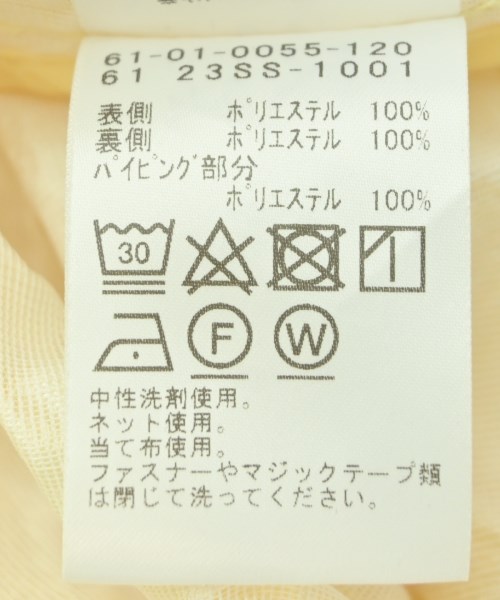 61-01-0055-120
61 23SS-1001
表側 ポリエステル 100%
裏側 ポリエステル 100%
パイピング部分
ポリエステル 100%
30
F W
中性洗剤使用。
ネット使用。
当て布使用。
ファスナーやマジックテープ類
は閉じて洗ってください。